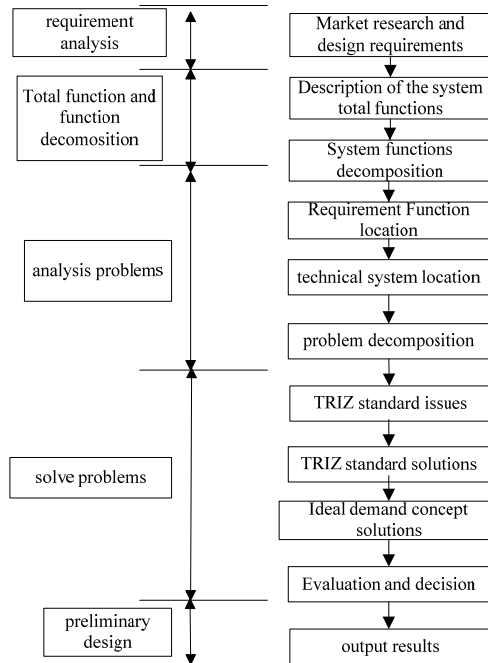 requirement
analysis
Total function and
function
decomosition
analysis problems
solve problems
preliminary
design
Market research and
design requirements
Description of the system
total functions
System functions
decomposition
Requirement Function
location
technical system location
problem decomposition
TRIZ standard issues
TRIZ standard solutions
Ideal demand concept
solutions
Evaluation and decision
output results